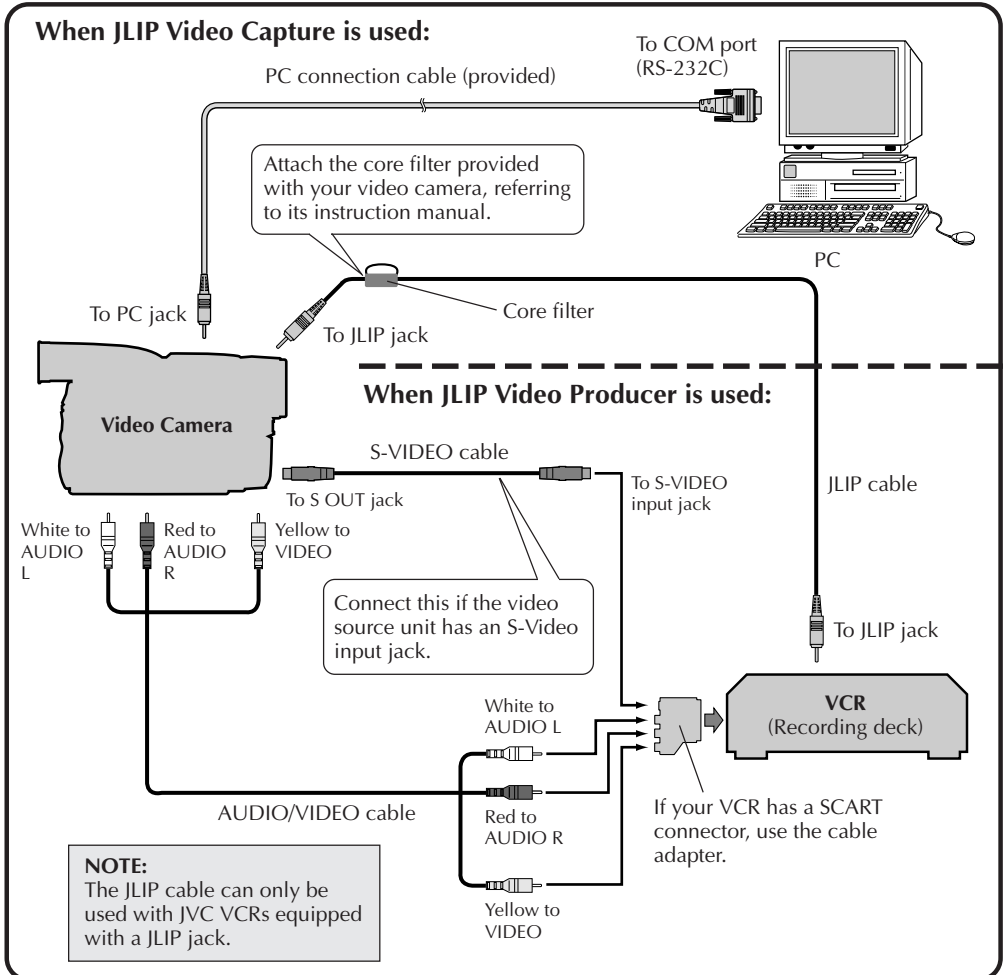 When JLIP Video Capture is used:
To COM port
(RS-232C)
PC connection cable (provided)
Attach the core filter provided
with your video camera, referring
to its instruction manual.
PC
Core filter
To PC jack
To JLIP jack
When JLIP Video Producer is used:
Video Camera
S-VIDEO cable
To S OUT jack
To S-VIDEO
input jack
JLIP cable
White to
AUDIO
L
Red to
AUDIO
R
Yellow to
VIDEO
Connect this if the video
source unit has an S-Video
input jack.
To JLIP jack
VCR
(Recording deck)
White to
AUDIO L
AUDIO/VIDEO cable
Red to
AUDIO R
If your VCR has a SCART
connector, use the cable
adapter.
NOTE:
The JLIP cable can only be
used with JVC VCRs equipped
with a JLIP jack.
Yellow to
VIDEO